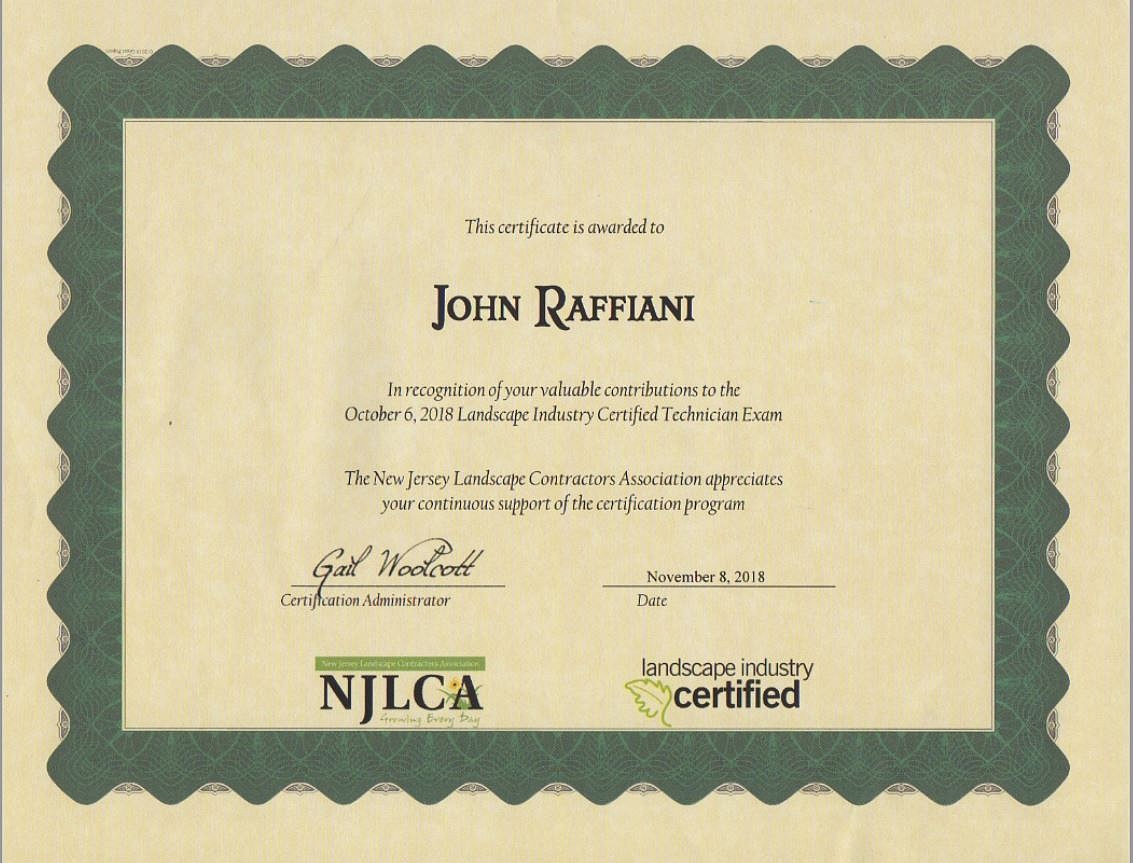 This certificate is awarded to
John Raffiani
In recognition of your valuable contributions to the
October 6, 2018 Landscape Industry Certified Technician Exam
The New Jersey Landscape Contractors Association appreciates
your continuous support of the certification program
Gail Woolcott
November 8, 2018
Certification Administrator
Date
New Jersey Landscape Contractors Association
NJLCA
Growing Every Day
landscape industry
certified